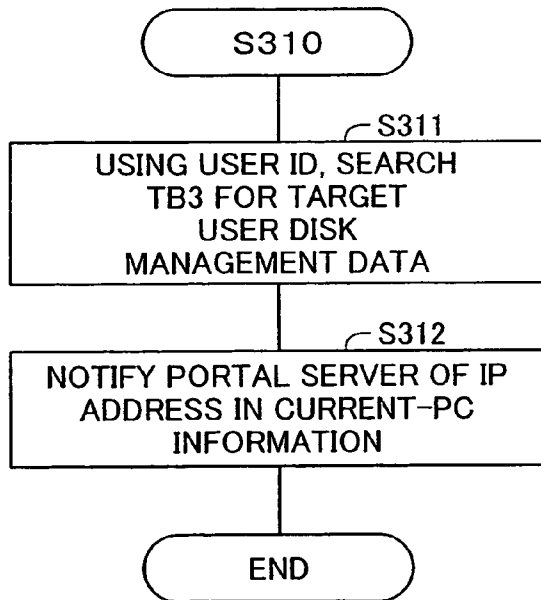 S310
S311
USING USER ID, SEARCH
TB3 FOR TARGET
USER DISK
MANAGEMENT DATA
S312
NOTIFY PORTAL SERVER OF IP
ADDRESS IN CURRENT-PC
INFORMATION
END